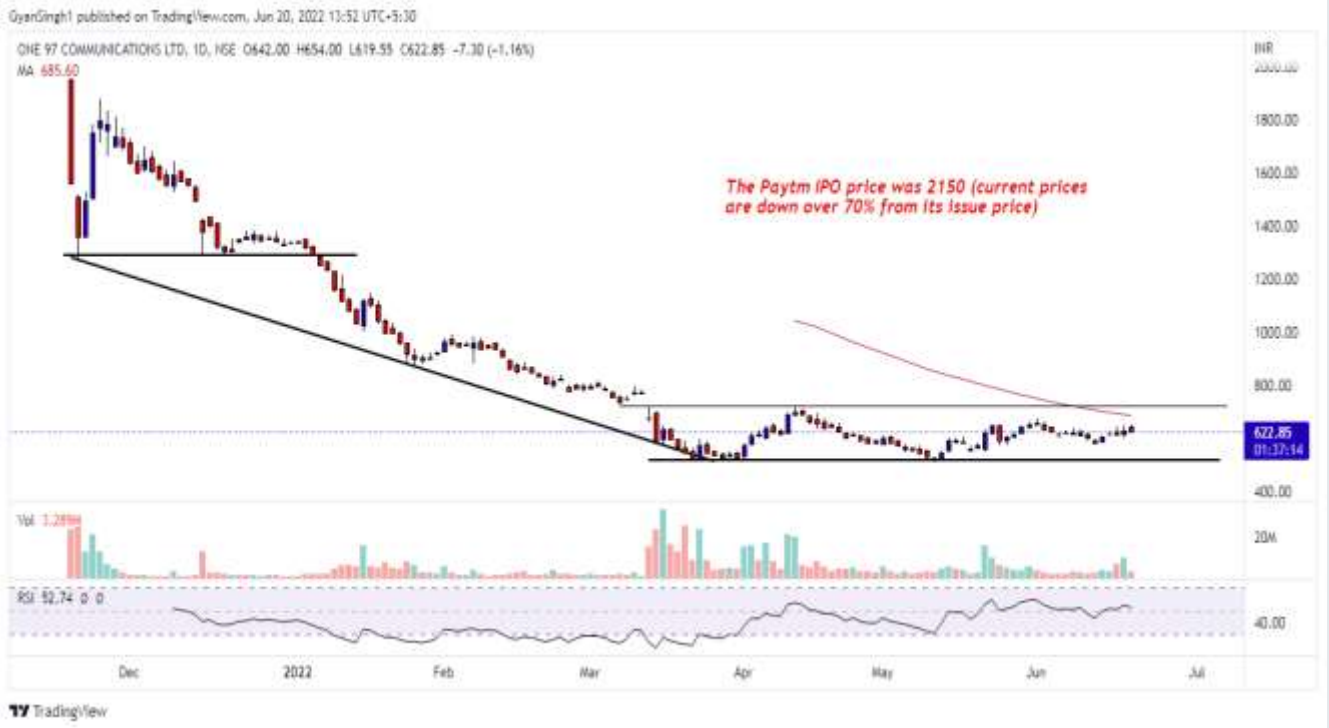 GyanSingh1 published on TradingView.com, Jun 20, 2022 13:52 UTC+5:30
ONE 97 COMMUNICATIONS LTD, 1D, NSE O642.00 H654.00 L619.55 C622.85 −7.30 (−1.16%)
INR
MA 685.60
2000.00
1800.00
The Paytm IPO price was 2150 (current prices
are down over 70% from its issue price)
1600.00
1400.00
1200.00
1000.00
800.00
622.85
01:37:14
400.00
Vol 3.289M
20M
RSI 52.74 0 0
40.00
Dec 2022 Feb Mar Apr May Jun Jul
TradingView